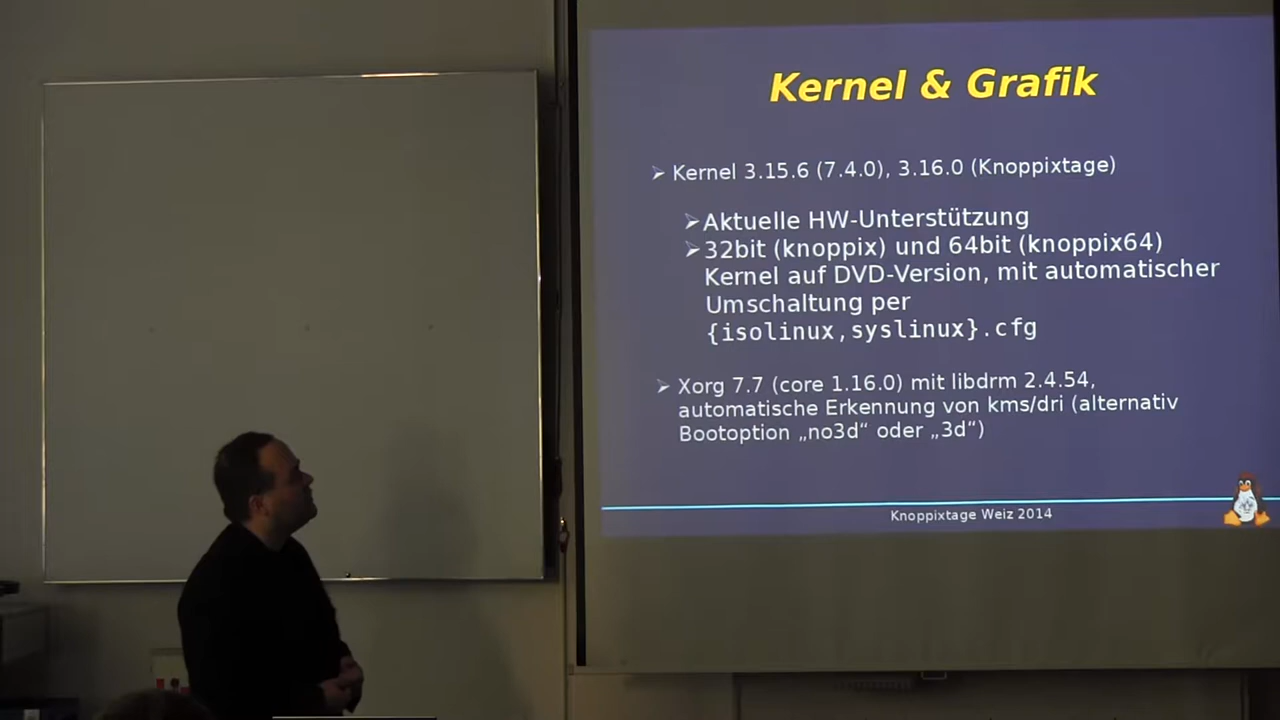 Kernel & Grafik
Kernel 3.15.6 (7.4.0), 3.16.0 (Knoppixtage)
Aktuelle HW-Unterstützung
32bit (knoppix) und 64bit (knoppix64)
Kernel auf DVD-Version, mit automatischer
Umschaltung per
{isolinux,syslinux}.cfg
Xorg 7.7 (core 1.16.0) mit libdrm 2.4.54,
automatische Erkennung von kms/dri (alternativ
Bootoption „no3d“ oder „3d“)
Knoppixtage Weiz 2014